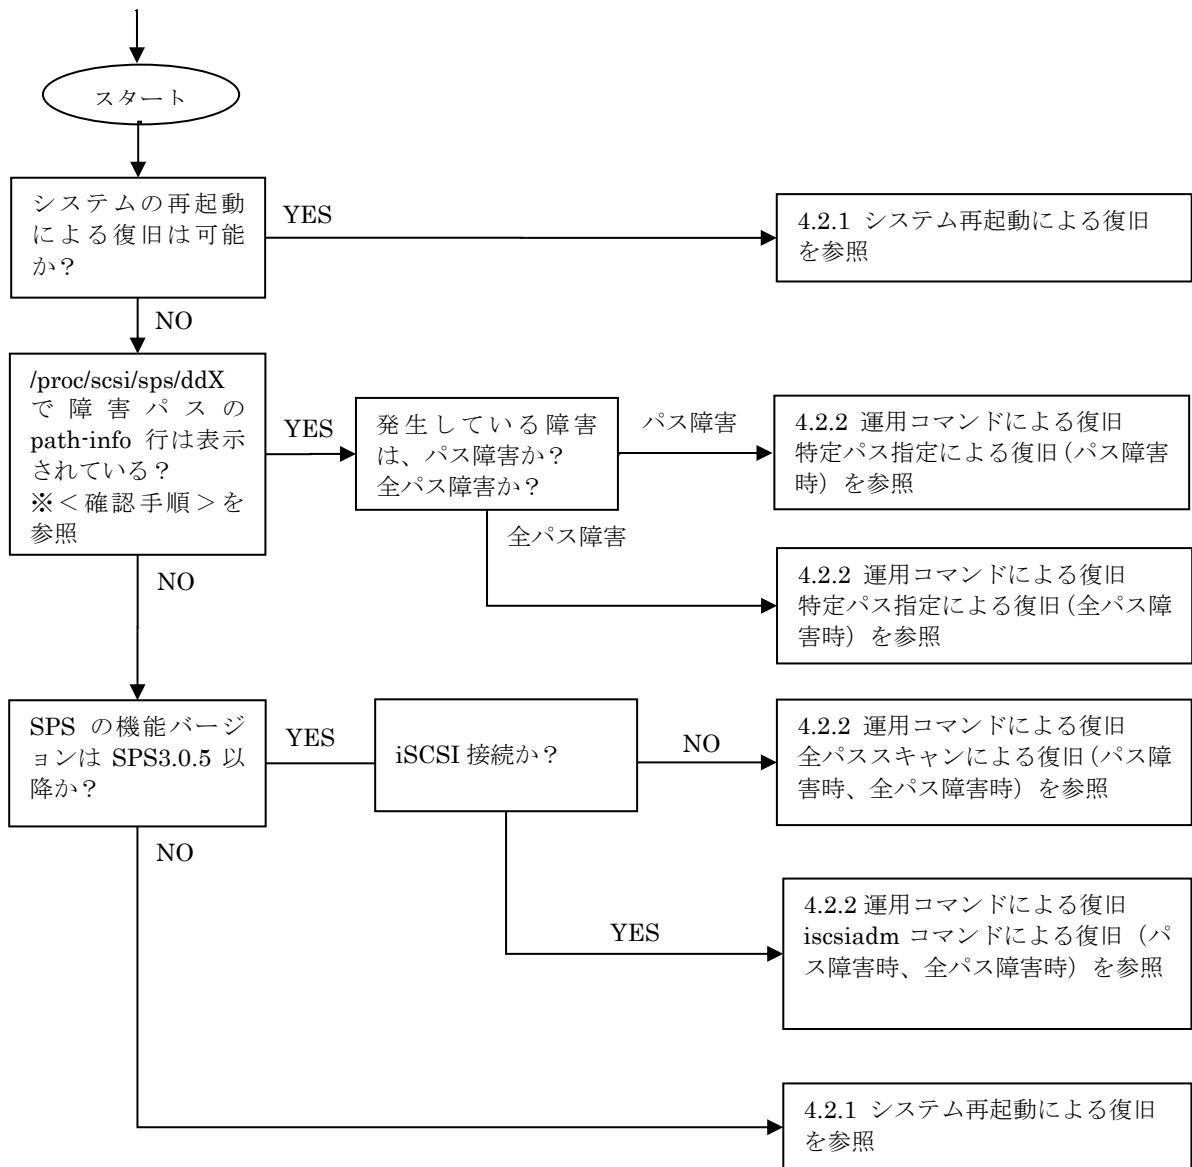 スタート
システムの再起動
による復旧は可能
か？
YES
4.2.1 システム再起動による復旧
を参照
NO
/proc/scsi/sps/ddX
で障害パスの
path-info 行は表示
されている？
※＜確認手順＞を
参照
YES
発生している障害
は、パス障害か？
全パス障害か？
パス障害
4.2.2 運用コマンドによる復旧
特定パス指定による復旧（パス障害
時）を参照
全パス障害
4.2.2 運用コマンドによる復旧
特定パス指定による復旧（全パス障
害時）を参照
NO
SPS の機能バージ
ョンは SPS3.0.5 以
降か？
YES
iSCSI 接続か？
NO
4.2.2 運用コマンドによる復旧
全パススキャンによる復旧（パス障
害時、全パス障害時）を参照
YES
4.2.2 運用コマンドによる復旧
iscsiadm コマンドによる復旧（パ
ス障害時、全パス障害時）を参照
NO
4.2.1 システム再起動による復旧
を参照